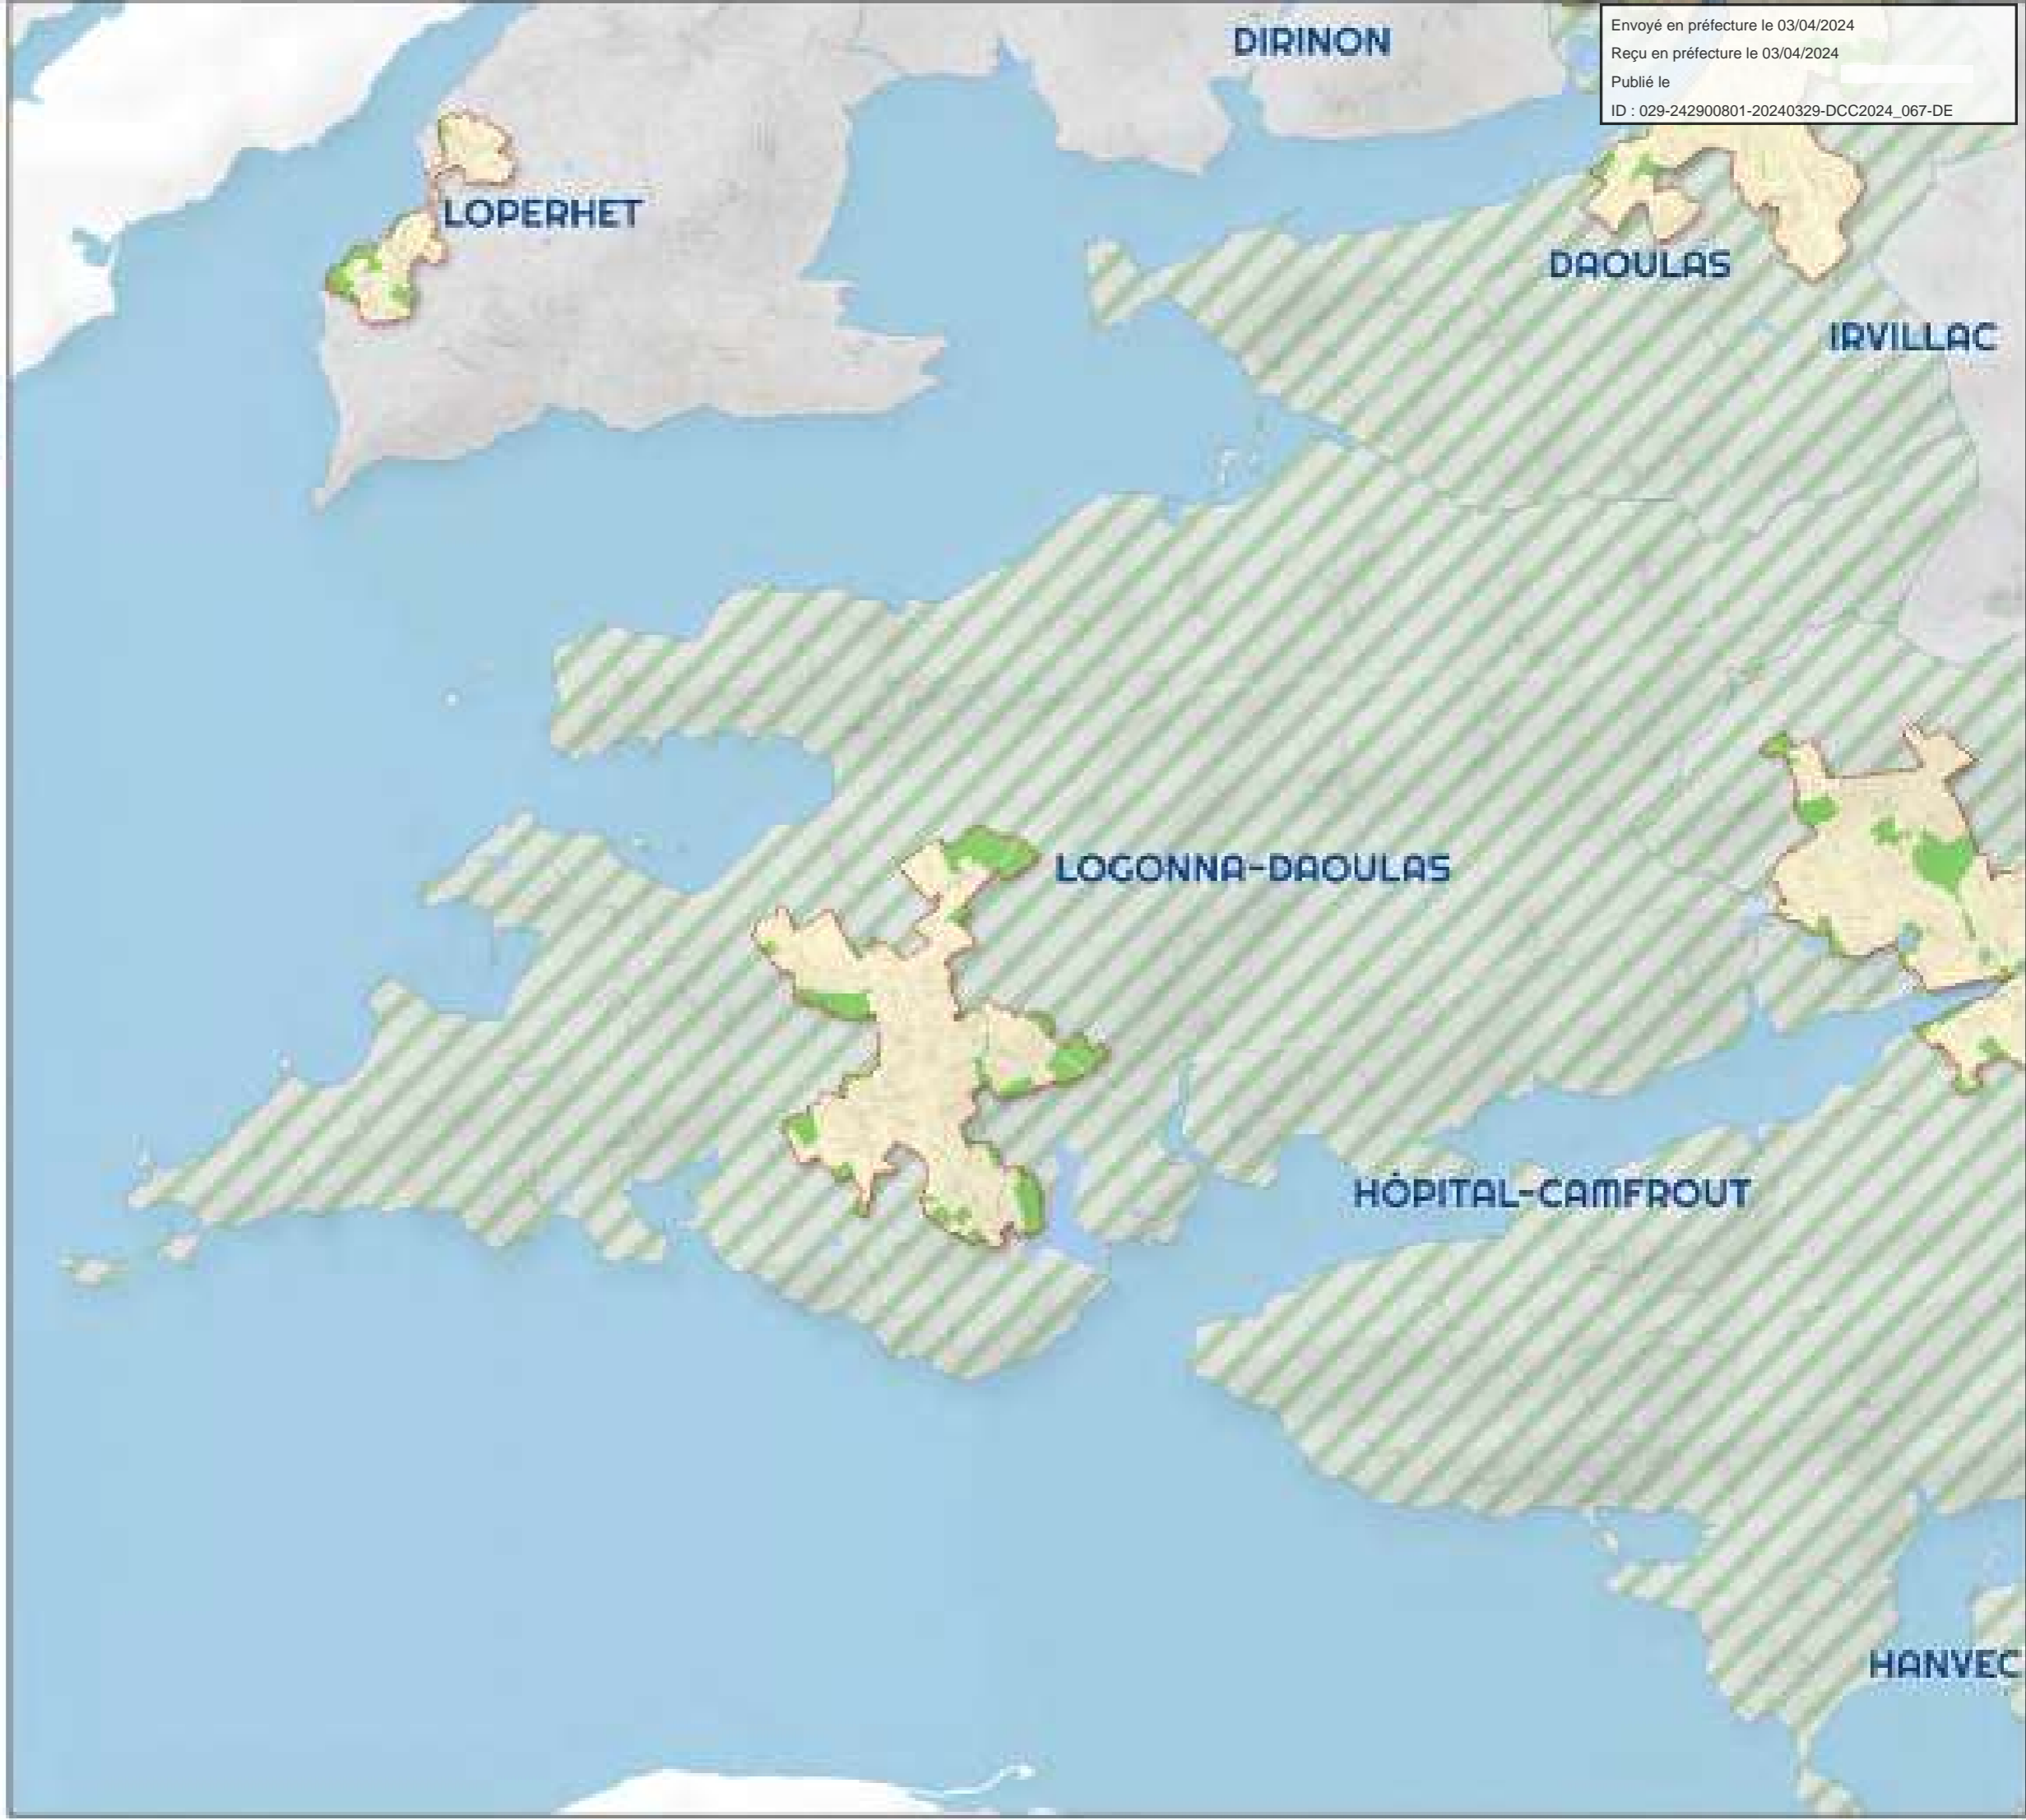 DIRINON
Envoyé en préfecture le 03/04/2024
Reçu en préfecture le 03/04/2024
Publié le
ID : 029-242900801-20240329-DCC2024_067-DE
LOPERHET
DAOULAS
IRVILLAC
LOGONNA-DAOULAS
HÔPITAL-CAMFROUT
HANVEC